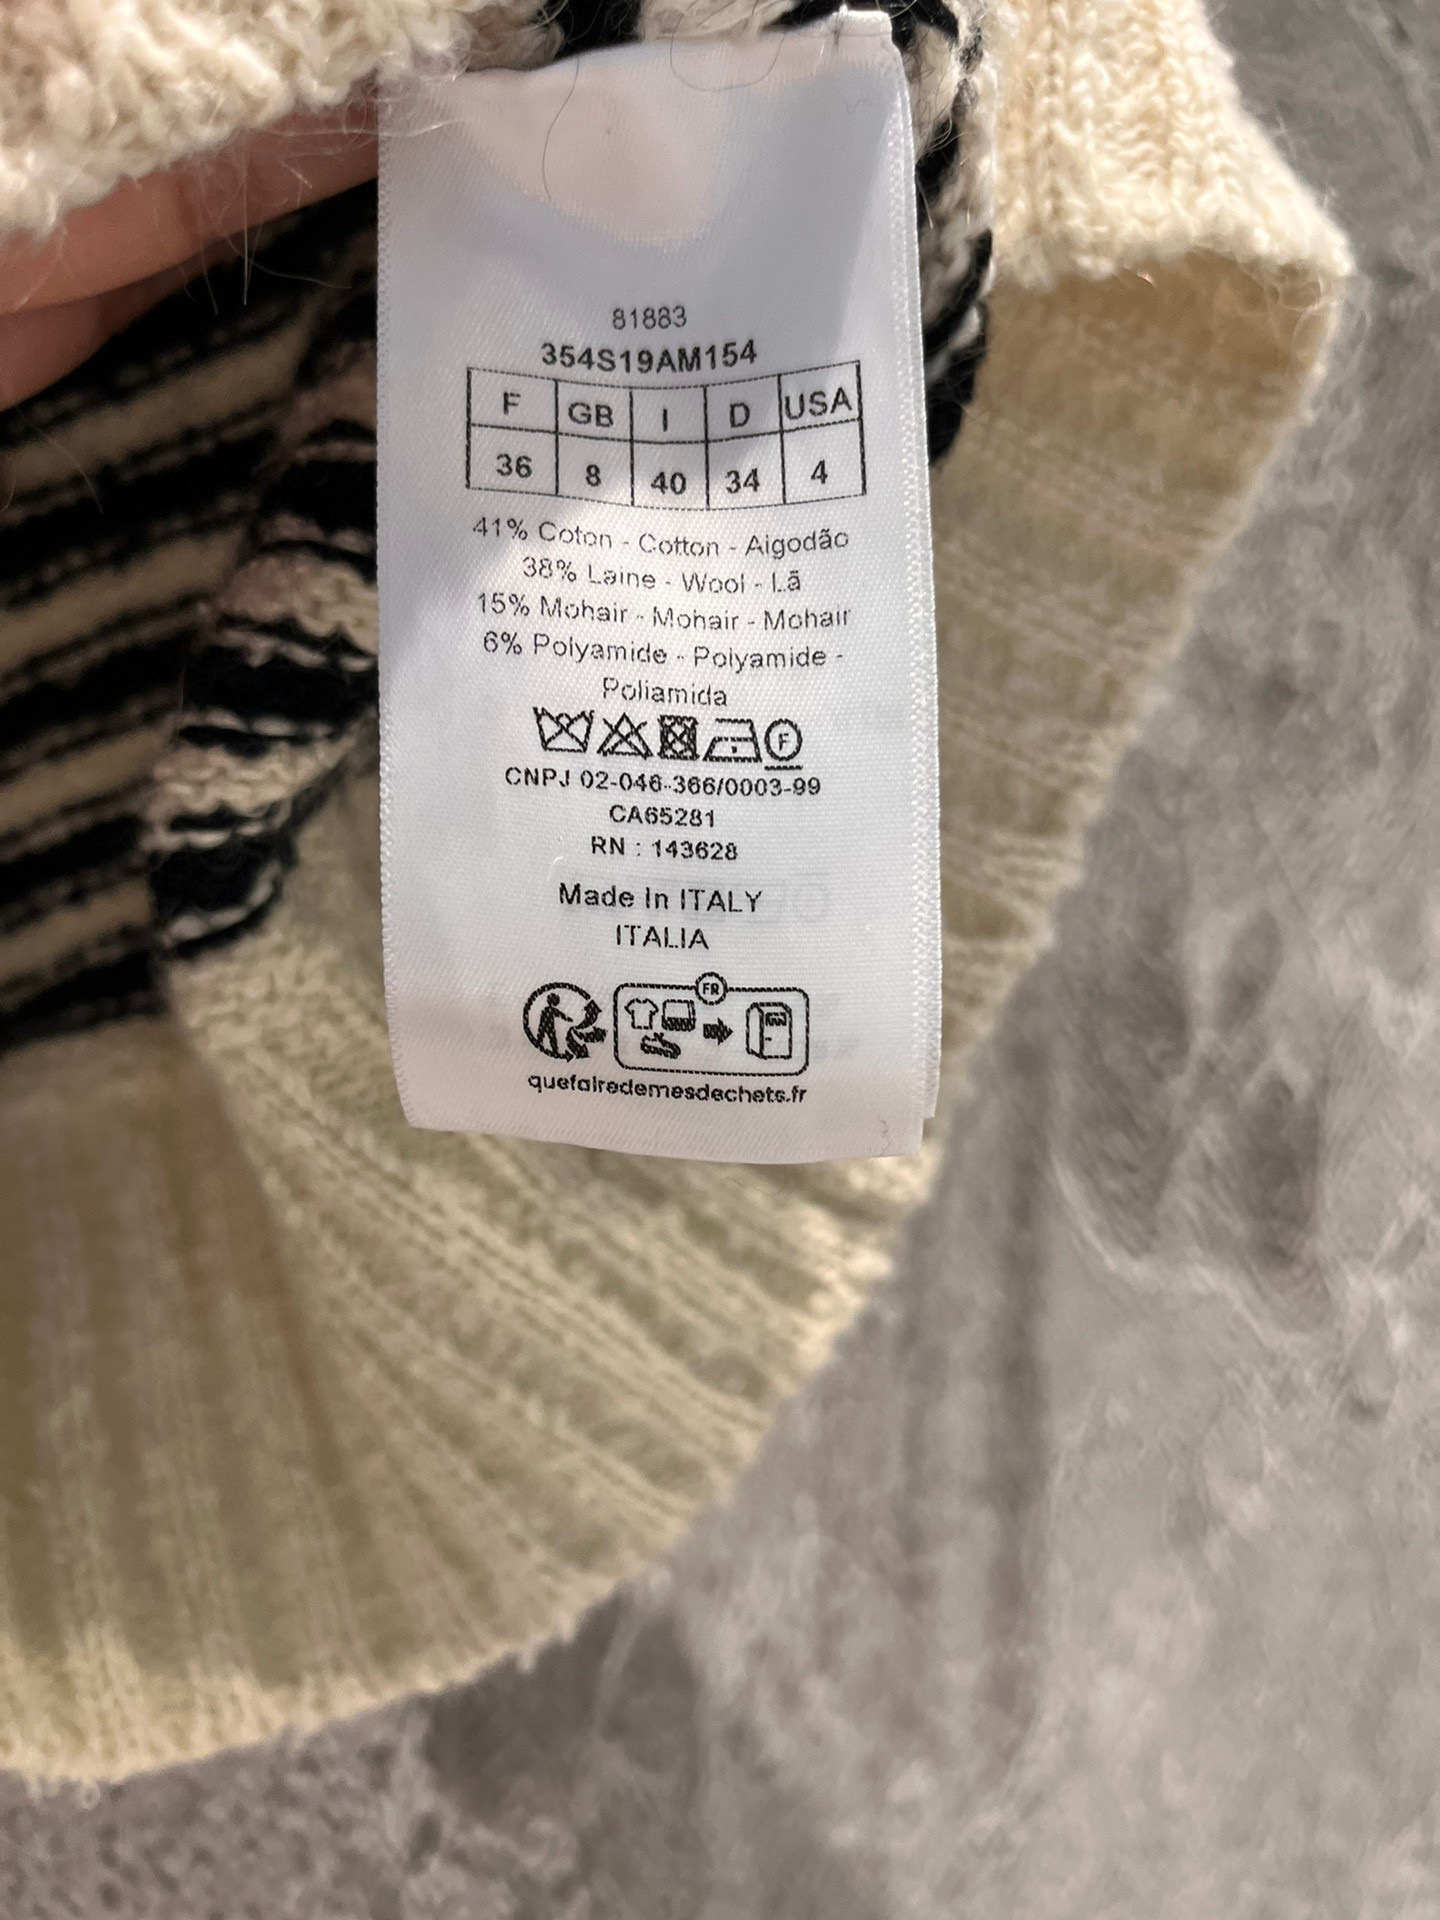 81883
354S19AM154
F GB I D USA
36 8 40 34 4
41% Coton - Cotton - Algodão
38% Laine - Wool - Lã
15% Mohair - Mohair - Mohair
6% Polyamide - Polyamide -
Poliamida
F
CNPJ 02-046-366/0003-99
CA65281
RN : 143628
Made In ITALY
ITALIA
FR
quefairedemesdechets.fr